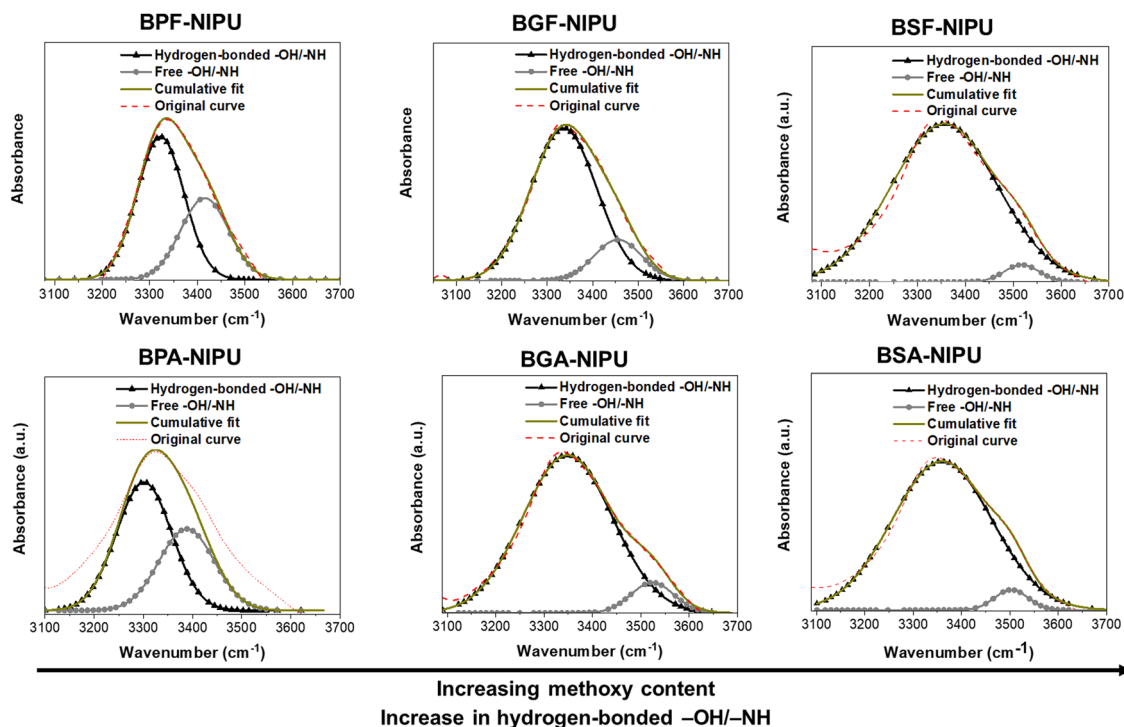 BPF-NIPU
Hydrogen-bonded -OH/-NH
Free -OH/-NH
Cumulative fit
Original curve
Absorbance
3100 3200 3300 3400 3500 3600 3700
Wavenumber (cm⁻¹)
BGF-NIPU
Hydrogen-bonded -OH/-NH
Free -OH/-NH
Cumulative fit
Original curve
Absorbance
3100 3200 3300 3400 3500 3600 3700
Wavenumber (cm⁻¹)
BSF-NIPU
Hydrogen-bonded -OH/-NH
Free -OH/-NH
Cumulative fit
Original curve
Absorbance (a.u.)
3100 3200 3300 3400 3500 3600 3700
Wavenumber (cm⁻¹)
BPA-NIPU
Hydrogen-bonded -OH/-NH
Free -OH/-NH
Cumulative fit
Original curve
Absorbance (a.u.)
3100 3200 3300 3400 3500 3600 3700
Wavenumber (cm⁻¹)
BGA-NIPU
Hydrogen-bonded -OH/-NH
Free -OH/-NH
Cumulative fit
Original curve
Absorbance (a.u.)
3100 3200 3300 3400 3500 3600 3700
Wavenumber (cm⁻¹)
BSA-NIPU
Hydrogen-bonded -OH/-NH
Free -OH/-NH
Cumulative fit
Original curve
Absorbance (a.u.)
3100 3200 3300 3400 3500 3600 3700
Wavenumber (cm⁻¹)
Increasing methoxy content
Increase in hydrogen-bonded –OH/–NH